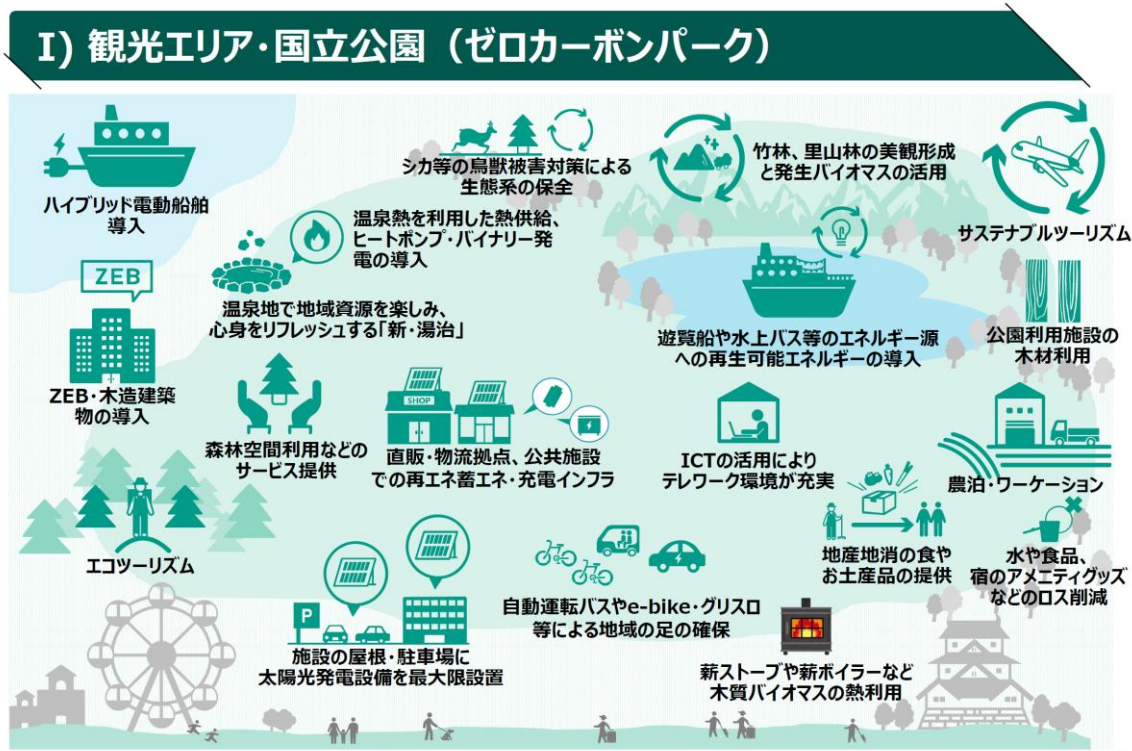 I) 観光エリア・国立公園（ゼロカーボンパーク）
ハイブリッド電動船舶
導入
シカ等の鳥獣被害対策による
生態系の保全
竹林、里山林の美観形成
と発生バイオマスの活用
サステナブルツーリズム
温泉熱を利用した熱供給、
ヒートポンプ・バイナリー発
電の導入
温泉地で地域資源を楽しみ、
心身をリフレッシュする「新・湯治」
遊覧船や水上バス等のエネルギー源
への再生可能エネルギーの導入
公園利用施設の
木材利用
ZEB
ZEB・木造建築
物の導入
森林空間利用などの
サービス提供
SHOP
直販・物流拠点、公共施設
での再エネ蓄エネ・充電インフラ
ICTの活用により
テレワーク環境が充実
農泊・ワーケーション
エコツーリズム
P
施設の屋根・駐車場に
太陽光発電設備を最大限設置
自動運転バスやe-bike・グリスロ
等による地域の足の確保
地産地消の食や
お土産品の提供
水や食品、
宿のアメニティグッズ
などのロス削減
薪ストーブや薪ボイラーなど
木質バイオマスの熱利用